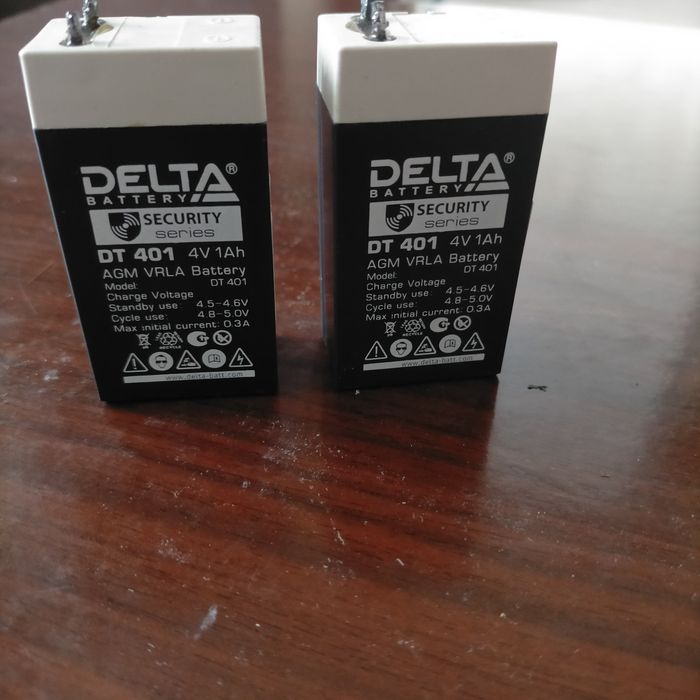 DELTA®
BATTERY
SECURITY
series
DT 401 4V 1Ah
AGM VRLA Battery
Model: DT 401
Charge Voltage
Standby use: 4.5-4.6V
Cycle use: 4.8-5.0V
Max initial current: 0.3A
RECYCLE
www.delta-batt.com
DELTA®
BATTERY
SECURITY
series
DT 401 4V 1Ah
AGM VRLA Battery
Model: DT 401
Charge Voltage
Standby use: 4.5-4.6V
Cycle use: 4.8-5.0V
Max initial current: 0.3A
RECYCLE
www.delta-batt.com